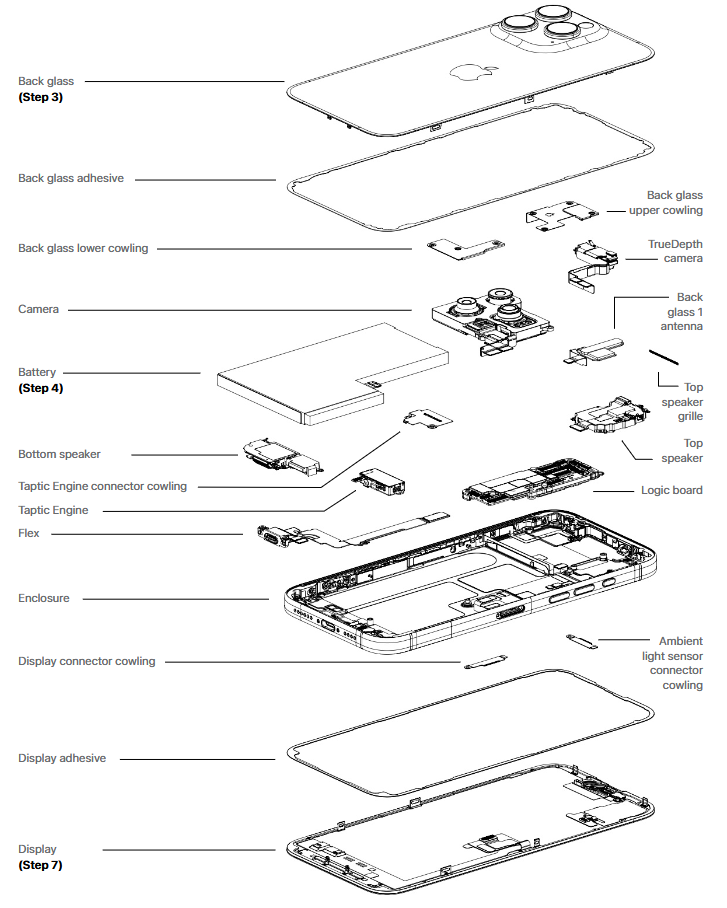 Back glass
(Step 3)
Back glass adhesive
Back glass
upper cowling
Back glass lower cowling
TrueDepth
camera
Camera
Back
glass 1
antenna
Battery
(Step 4)
Top
speaker
grille
Top
speaker
Bottom speaker
Taptic Engine connector cowling
Logic board
Taptic Engine
Flex
Enclosure
Display connector cowling
Ambient
light sensor
connector
cowling
Display adhesive
Display
(Step 7)